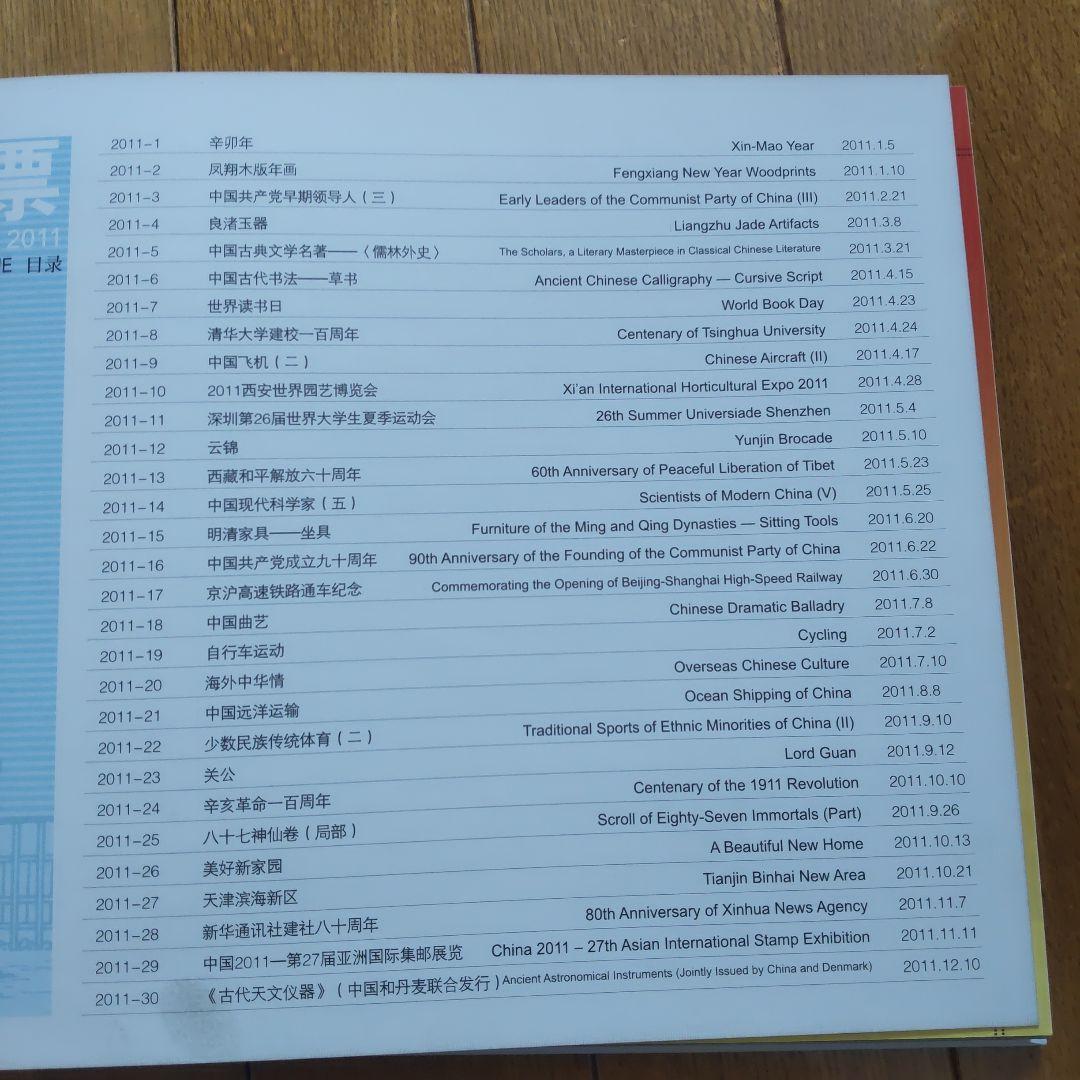 票
2011
E 目录
2011-1 辛卯年 Xin-Mao Year 2011.1.5
2011-2 凤翔木版年画 Fengxiang New Year Woodprints 2011.1.10
2011-3 中国共产党早期领导人（三） Early Leaders of the Communist Party of China (III) 2011.2.21
2011-4 良渚玉器 Liangzhu Jade Artifacts 2011.3.8
2011-5 中国古典文学名著——〈儒林外史〉 The Scholars, a Literary Masterpiece in Classical Chinese Literature 2011.3.21
2011-6 中国古代书法——草书 Ancient Chinese Calligraphy — Cursive Script 2011.4.15
2011-7 世界读书日 World Book Day 2011.4.23
2011-8 清华大学建校一百周年 Centenary of Tsinghua University 2011.4.24
2011-9 中国飞机（二） Chinese Aircraft (II) 2011.4.17
2011-10 2011西安世界园艺博览会 Xi'an International Horticultural Expo 2011 2011.4.28
2011-11 深圳第26届世界大学生夏季运动会 26th Summer Universiade Shenzhen 2011.5.4
2011-12 云锦 Yunjin Brocade 2011.5.10
2011-13 西藏和平解放六十周年 60th Anniversary of Peaceful Liberation of Tibet 2011.5.23
2011-14 中国现代科学家（五） Scientists of Modern China (V) 2011.5.25
2011-15 明清家具——坐具 Furniture of the Ming and Qing Dynasties — Sitting Tools 2011.6.20
2011-16 中国共产党成立九十周年 90th Anniversary of the Founding of the Communist Party of China 2011.6.22
2011-17 京沪高速铁路通车纪念 Commemorating the Opening of Beijing-Shanghai High-Speed Railway 2011.6.30
2011-18 中国曲艺 Chinese Dramatic Balladry 2011.7.8
2011-19 自行车运动 Cycling 2011.7.2
2011-20 海外中华情 Overseas Chinese Culture 2011.7.10
2011-21 中国远洋运输 Ocean Shipping of China 2011.8.8
2011-22 少数民族传统体育（二） Traditional Sports of Ethnic Minorities of China (II) 2011.9.10
2011-23 关公 Lord Guan 2011.9.12
2011-24 辛亥革命一百周年 Centenary of the 1911 Revolution 2011.10.10
2011-25 八十七神仙卷（局部） Scroll of Eighty-Seven Immortals (Part) 2011.9.26
2011-26 美好新家园 A Beautiful New Home 2011.10.13
2011-27 天津滨海新区 Tianjin Binhai New Area 2011.10.21
2011-28 新华通讯社建社八十周年 80th Anniversary of Xinhua News Agency 2011.11.7
2011-29 中国2011—第27届亚洲国际集邮展览 China 2011 – 27th Asian International Stamp Exhibition 2011.11.11
2011-30 《古代天文仪器》（中国和丹麦联合发行） Ancient Astronomical Instruments (Jointly Issued by China and Denmark) 2011.12.10